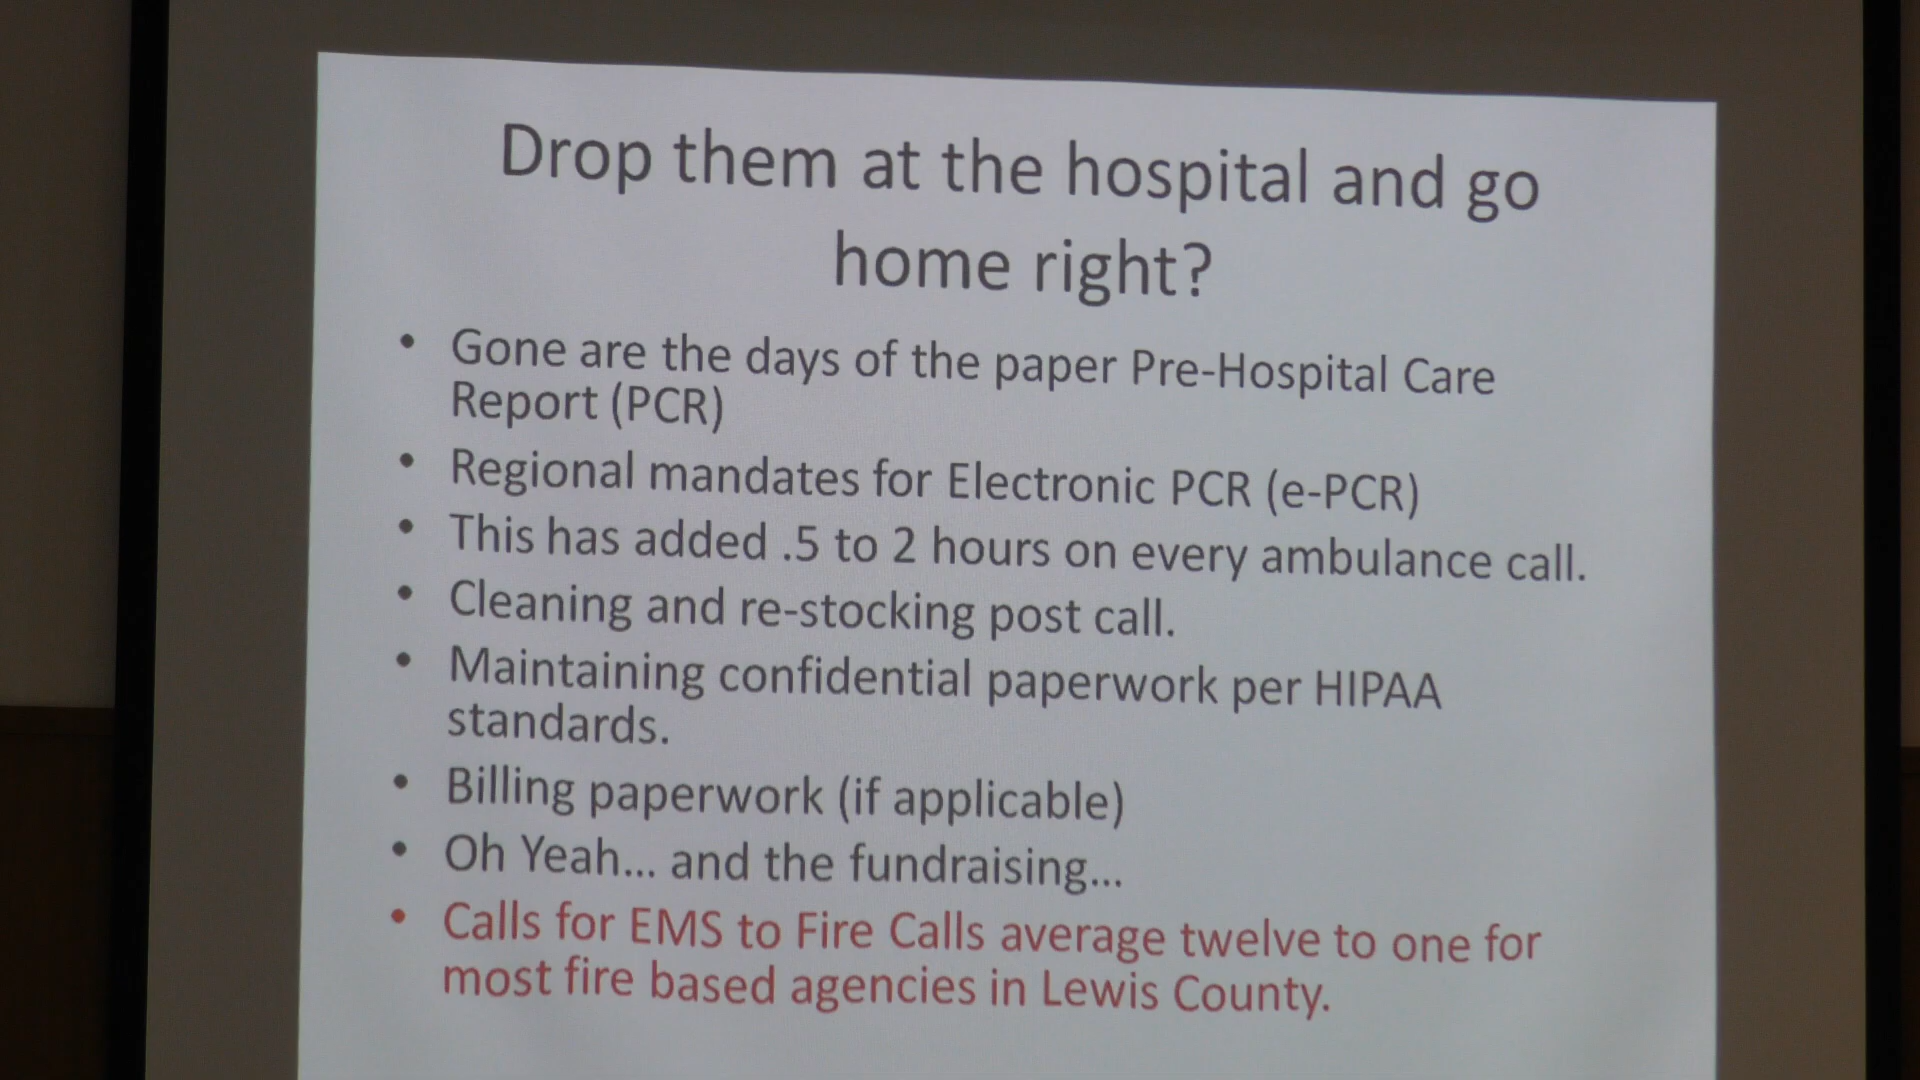 Drop them at the hospital and go
home right?
• Gone are the days of the paper Pre-Hospital Care
Report (PCR)
• Regional mandates for Electronic PCR (e-PCR)
• This has added .5 to 2 hours on every ambulance call.
• Cleaning and re-stocking post call.
• Maintaining confidential paperwork per HIPAA
standards.
• Billing paperwork (if applicable)
• Oh Yeah... and the fundraising...
• Calls for EMS to Fire Calls average twelve to one for
most fire based agencies in Lewis County.